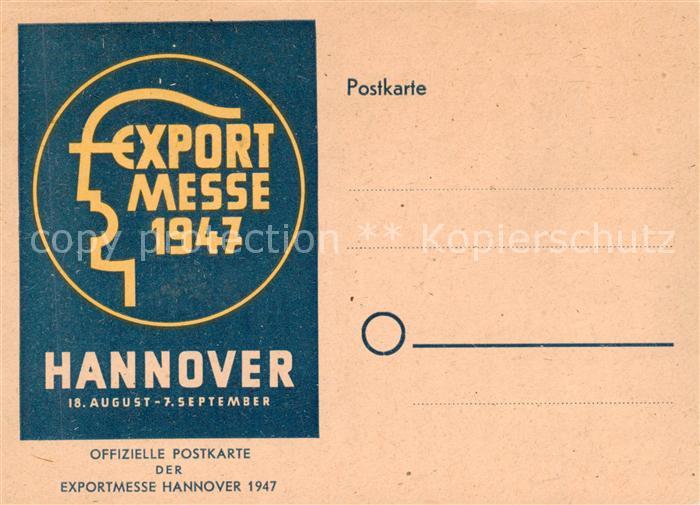 EXPORT
MESSE
1947
HANNOVER
18. AUGUST - 7. SEPTEMBER
OFFIZIELLE POSTKARTE
DER
EXPORTMESSE HANNOVER 1947
Postkarte
copy protection ** Kopierschutz